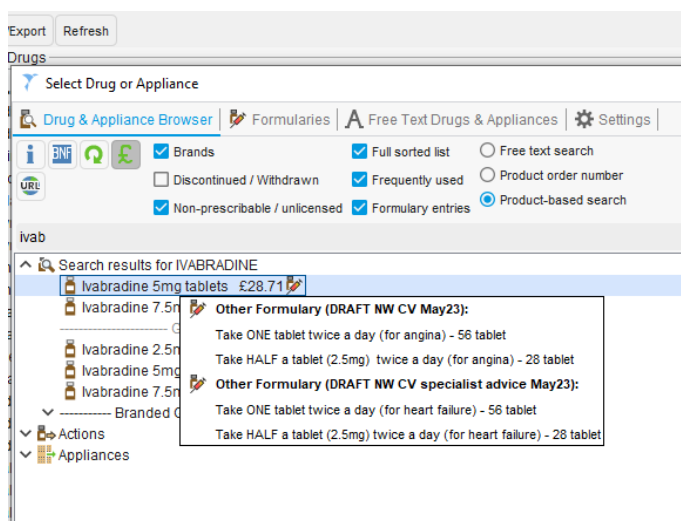 Export Refresh
Drugs
Select Drug or Appliance
Drug & Appliance Browser Formularies A Free Text Drugs & Appliances Settings
i BNF £ Brands Full sorted list Free text search
Discontinued / Withdrawn Frequently used Product order number
URL Non-prescribable / unlicensed Formulary entries Product-based search
ivab
Search results for IVABRADINE
Ivabradine 5mg tablets £28.71
Ivabradine 7.5m
Other Formulary (DRAFT NW CV May23):
G
Take ONE tablet twice a day (for angina) - 56 tablet
Ivabradine 2.5m
Take HALF a tablet (2.5mg) twice a day (for angina) - 28 tablet
Ivabradine 5mg
Other Formulary (DRAFT NW CV specialist advice May23):
Ivabradine 7.5m
Take ONE tablet twice a day (for heart failure) - 56 tablet
Branded
Take HALF a tablet (2.5mg) twice a day (for heart failure) - 28 tablet
Actions
Appliances